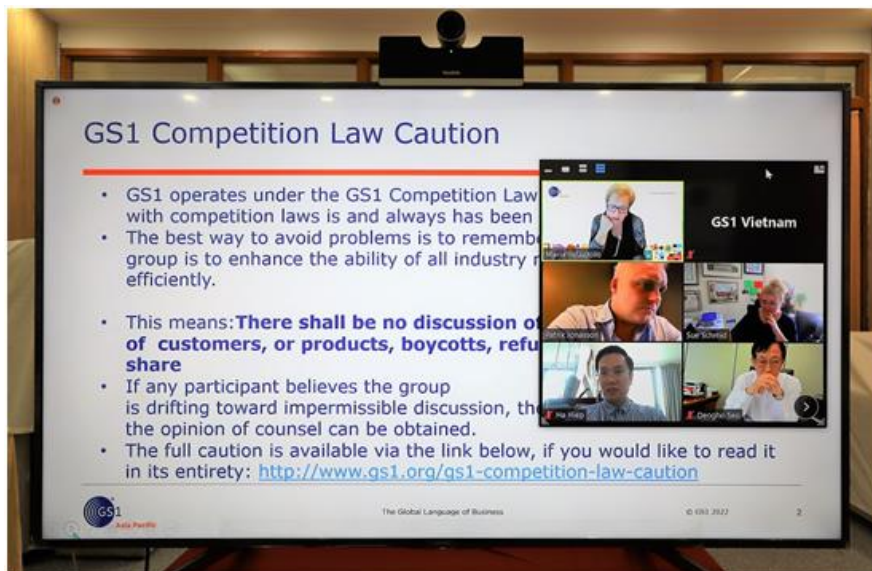 GS1 Competition Law Caution
GS1 operates under the GS1 Competition Law
with competition laws is and always has been
The best way to avoid problems is to remembe
group is to enhance the ability of all industry
efficiently.
This means:There shall be no discussion of
of customers, or products, boycotts, refu
share
If any participant believes the group
is drifting toward impermissible discussion, the
the opinion of counsel can be obtained.
The full caution is available via the link below, if you would like to read it
in its entirety: http://www.gs1.org/gs1-competition-law-caution
GS1 Vietnam
Patrik Jonasson
Sue Schmid
Ha Hiep
Dengho Seo
GS1
Asia Pacific
The Global Language of Business
© GS1 2022
2